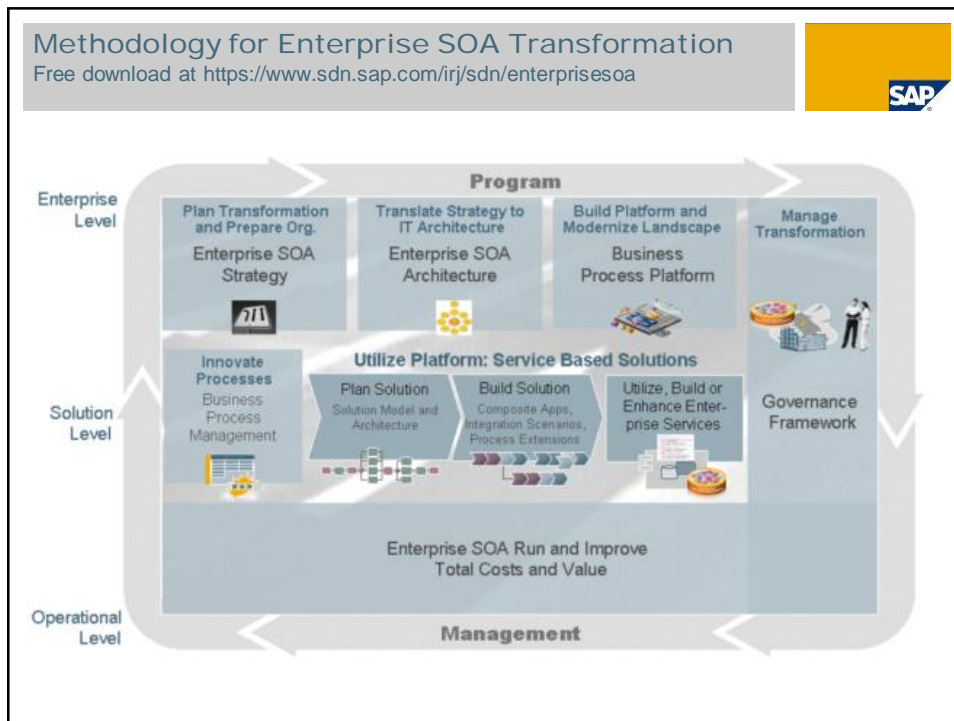 Methodology for Enterprise SOA Transformation
Free download at https://www.sdn.sap.com/irj/sdn/enterprisesoa
SAP
Program
Enterprise
Level
Plan Transformation
and Prepare Org.
Enterprise SOA
Strategy
Translate Strategy to
IT Architecture
Enterprise SOA
Architecture
Build Platform and
Modernize Landscape
Business
Process Platform
Manage
Transformation
Governance
Framework
Solution
Level
Innovate
Processes
Business
Process
Management
Utilize Platform: Service Based Solutions
Plan Solution
Solution Model and
Architecture
Build Solution
Composite Apps,
Integration Scenarios,
Process Extensions
Utilize, Build or
Enhance Enter-
prise Services
Enterprise SOA Run and Improve
Total Costs and Value
Operational
Level
Management